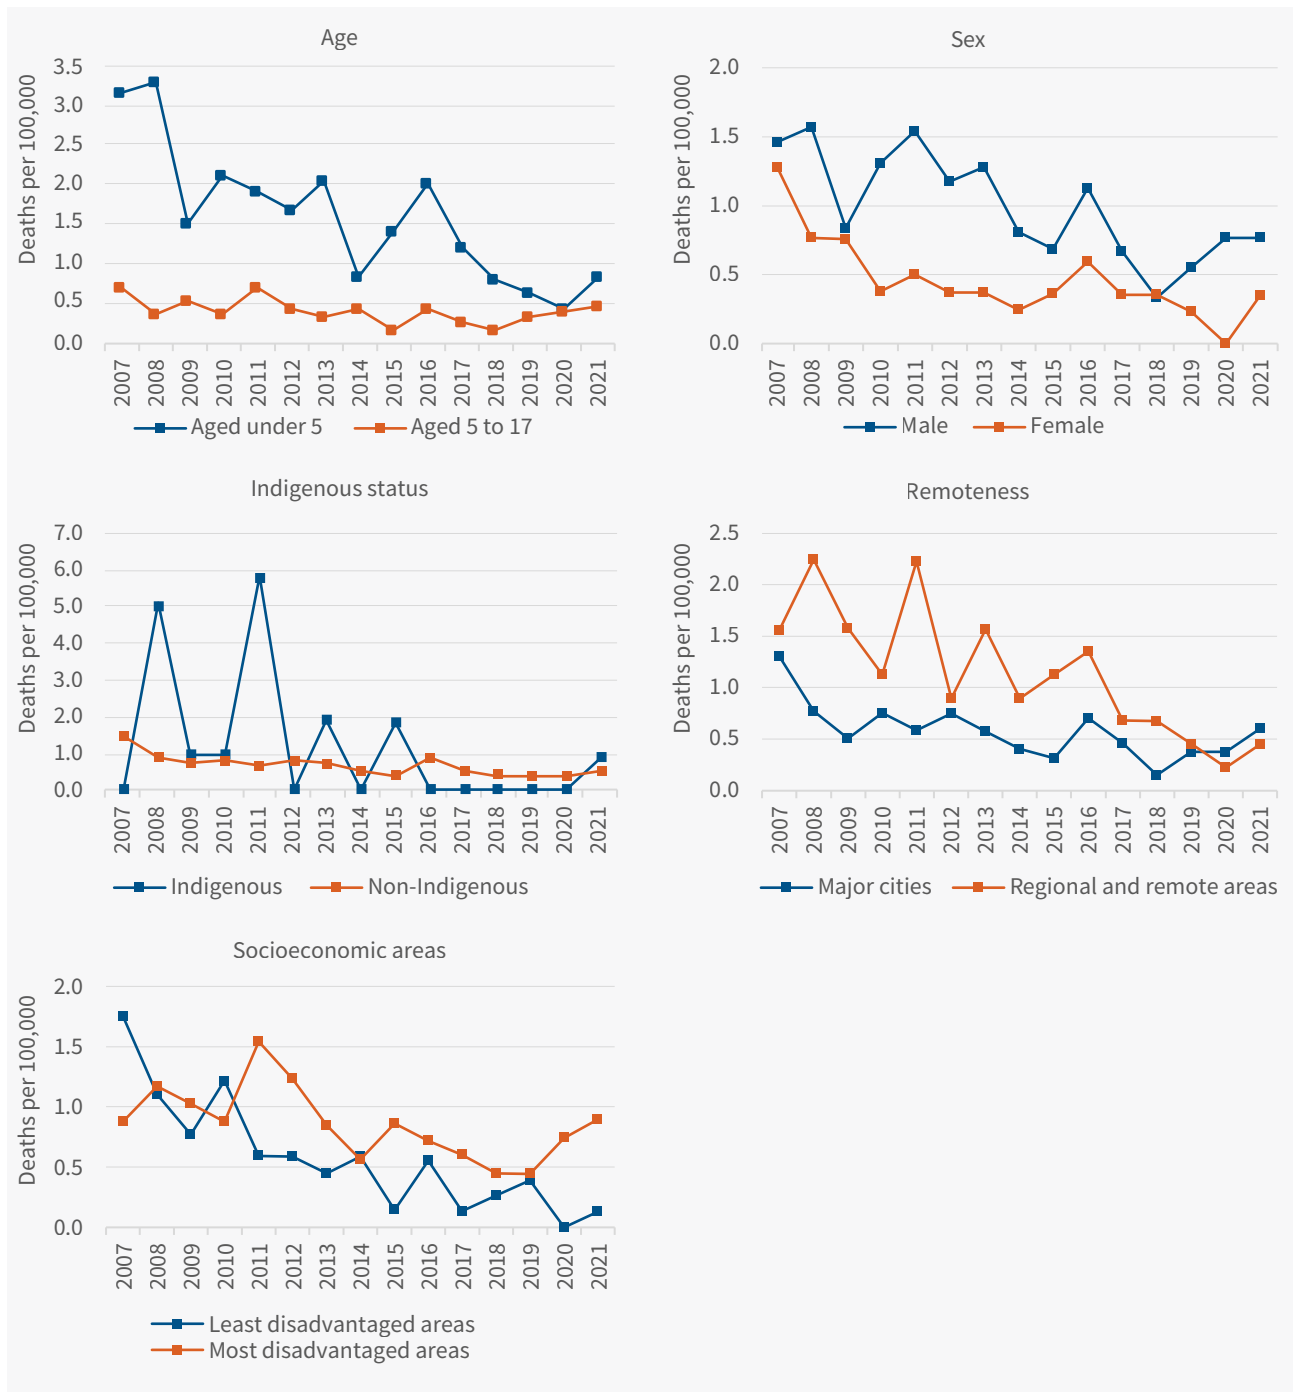 Age
Deaths per 100,000
3.5
3.0
2.5
2.0
1.5
1.0
0.5
0.0
2007 2008 2009 2010 2011 2012 2013 2014 2015 2016 2017 2018 2019 2020 2021
Aged under 5 Aged 5 to 17
Sex
Deaths per 100,000
2.0
1.5
1.0
0.5
0.0
2007 2008 2009 2010 2011 2012 2013 2014 2015 2016 2017 2018 2019 2020 2021
Male Female
Indigenous status
Deaths per 100,000
7.0
6.0
5.0
4.0
3.0
2.0
1.0
0.0
2007 2008 2009 2010 2011 2012 2013 2014 2015 2016 2017 2018 2019 2020 2021
Indigenous Non-Indigenous
Remoteness
Deaths per 100,000
2.5
2.0
1.5
1.0
0.5
0.0
2007 2008 2009 2010 2011 2012 2013 2014 2015 2016 2017 2018 2019 2020 2021
Major cities Regional and remote areas
Socioeconomic areas
Deaths per 100,000
2.0
1.5
1.0
0.5
0.0
2007 2008 2009 2010 2011 2012 2013 2014 2015 2016 2017 2018 2019 2020 2021
Least disadvantaged areas
Most disadvantaged areas